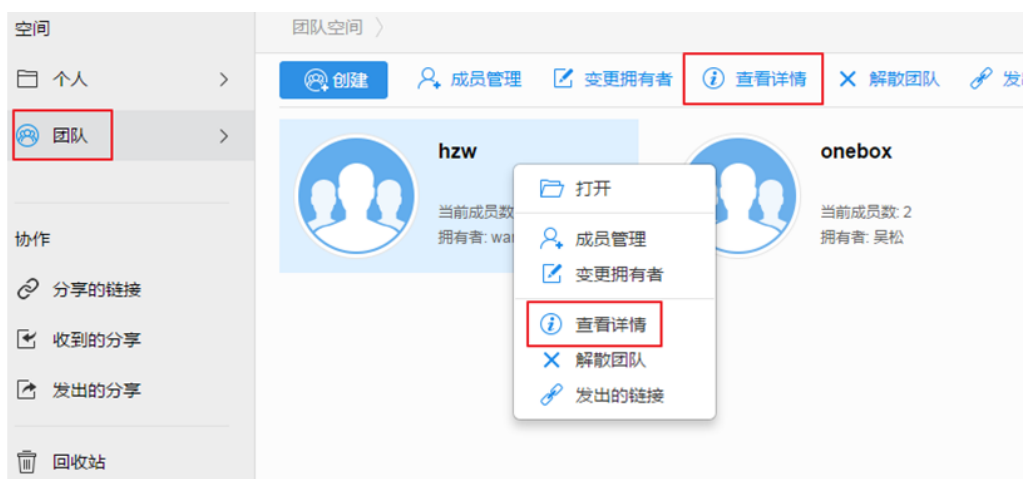 空间
个人
团队
协作
分享的链接
收到的分享
发出的分享
回收站
团队空间
创建 成员管理 变更拥有者 查看详情 解散团队
hzw
当前成员数
拥有者:
onebox
当前成员数: 2
拥有者: 吴松
打开
成员管理
变更拥有者
查看详情
解散团队
发出的链接